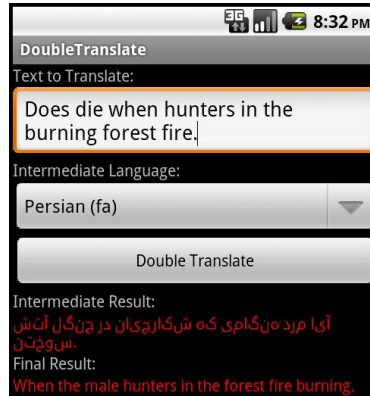 3G 8:32 PM
DoubleTranslate
Text to Translate:
Does die when hunters in the
burning forest fire.
Intermediate Language:
Persian (fa)
Double Translate
Intermediate Result:
آیا مرد هنگامی که شکارچیان در جنگل آتش
سوختن.
Final Result:
When the male hunters in the forest fire burning.